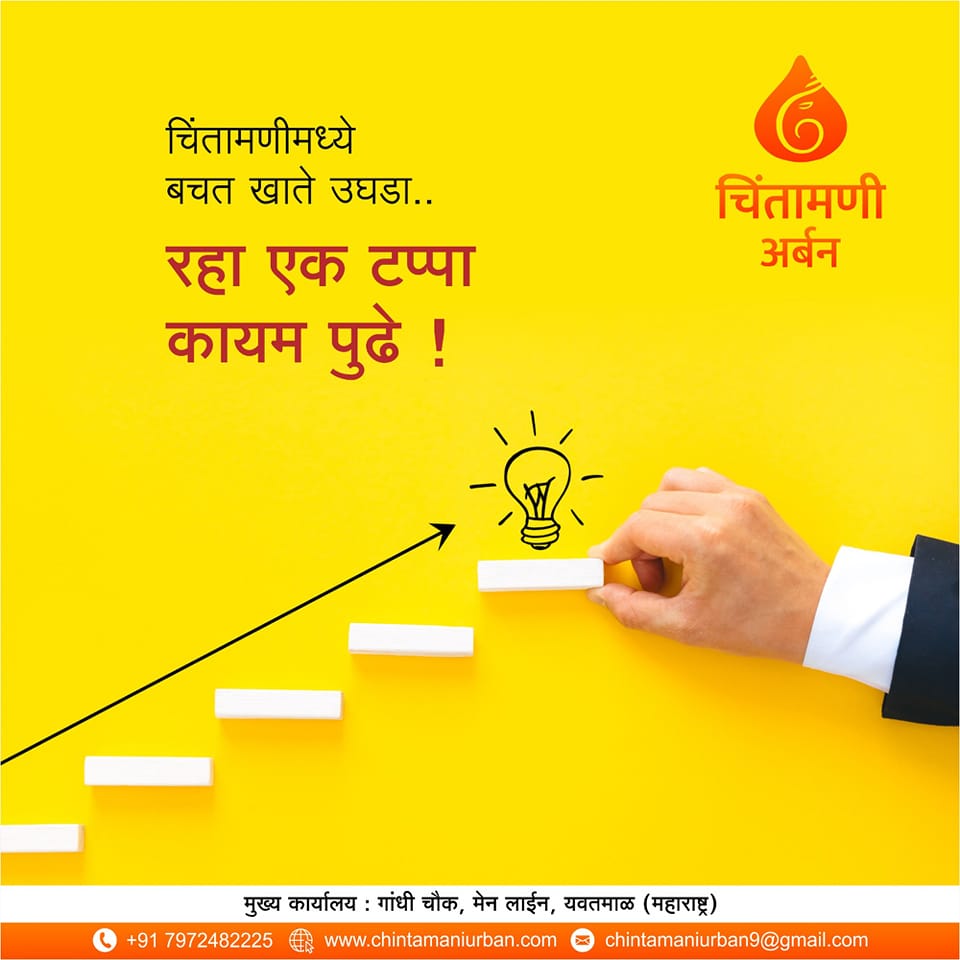 चिंतामणीमध्ये
बचत खाते उघडा..
रहा एक टप्पा
कायम पुढे !
चिंतामणी
अर्बन
मुख्य कार्यालय : गांधी चौक, मेन लाईन, यवतमाळ (महाराष्ट्र)
+91 7972482225 www.chintamaniurban.com chintamaniurban9@gmail.com